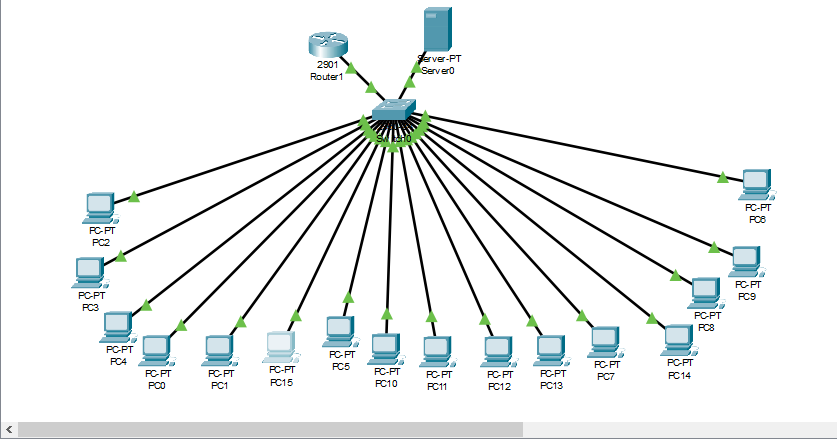 2901
Router1
Server-PT
Server0
Switch0
PC-PT
PC2
PC-PT
PC3
PC-PT
PC4
PC-PT
PC0
PC-PT
PC1
PC-PT
PC15
PC-PT
PC5
PC-PT
PC10
PC-PT
PC11
PC-PT
PC12
PC-PT
PC13
PC-PT
PC7
PC-PT
PC14
PC-PT
PC8
PC-PT
PC9
PC-PT
PC6